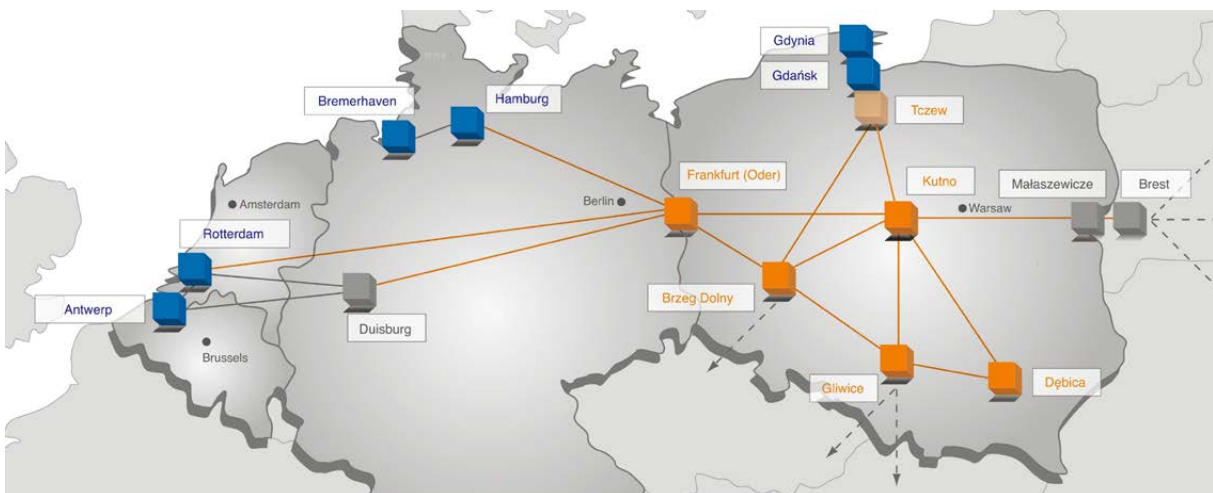 Gdynia
Gdańsk
Hamburg
Bremerhaven
Tczew
Frankfurt (Oder)
Kutno
Małaszewicze
Brest
Berlin
Warsaw
Amsterdam
Rotterdam
Brzeg Dolny
Antwerp
Duisburg
Brussels
Gliwice
Dębica